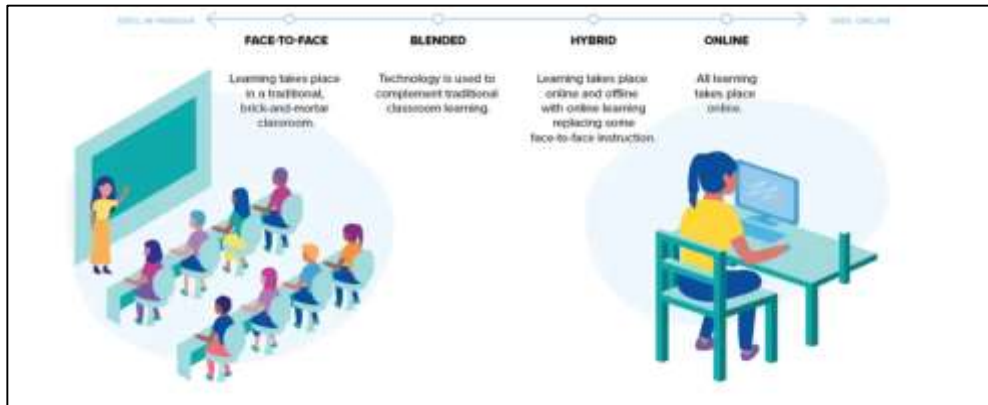 100% ONLINE
FACE-TO-FACE
Learning takes place
in a traditional,
brick-and-mortar
classroom.
BLENDED
Technology is used to
complement traditional
classroom learning.
HYBRID
Learning takes place
online and offline
with online learning
replacing some
face-to-face instruction.
ONLINE
All learning
takes place
online.